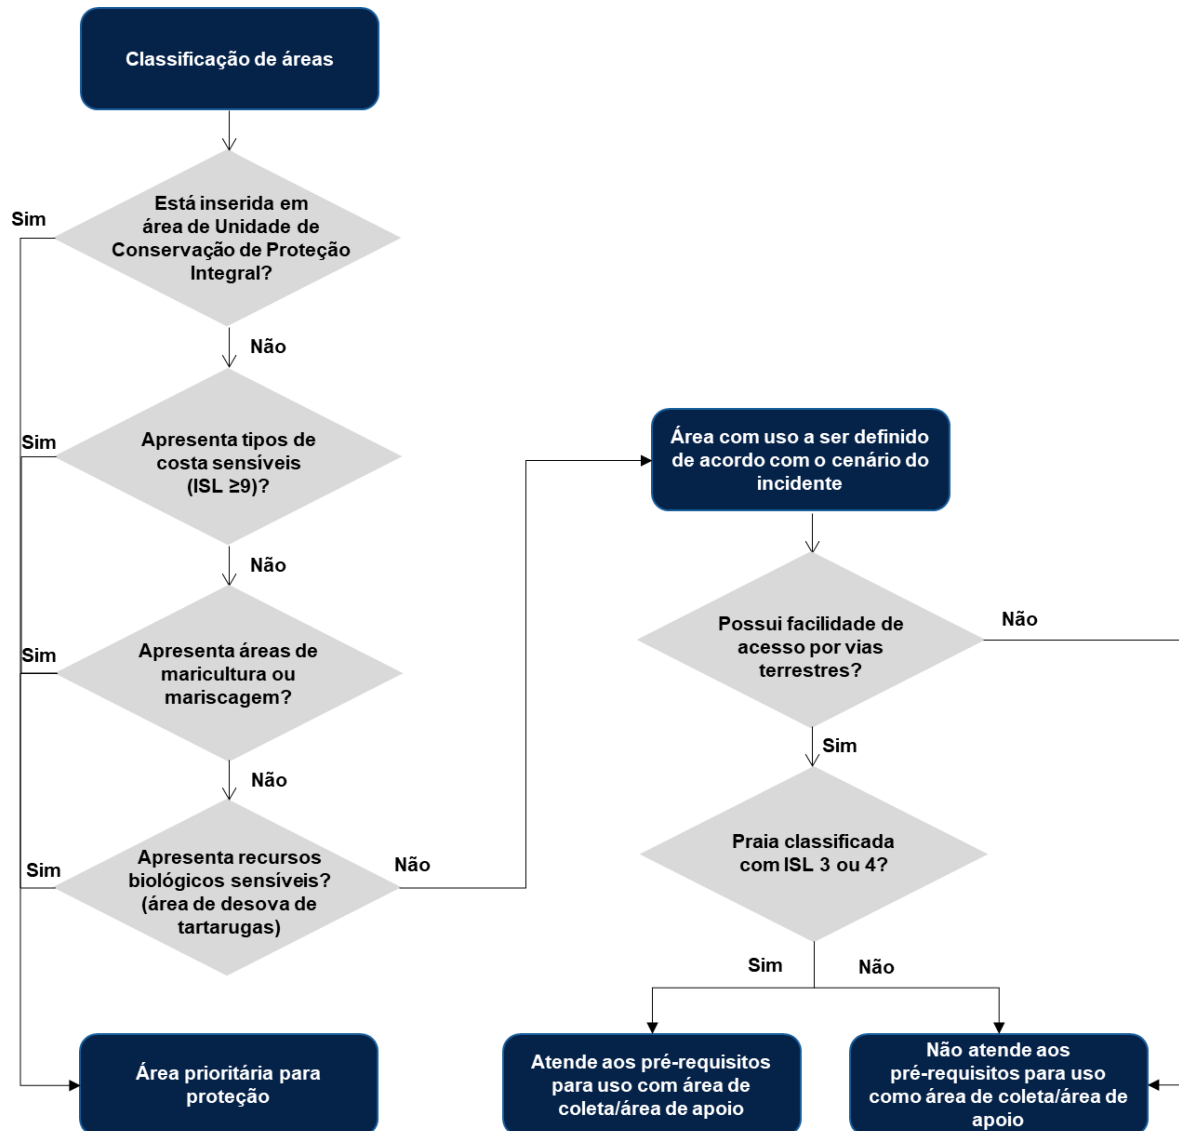 Classificação de áreas
Está inserida em
área de Unidade de
Conservação de Proteção
Integral?
Sim
Não
Apresenta tipos de
costa sensíveis
(ISL ≥9)?
Sim
Não
Apresenta áreas de
maricultura ou
mariscagem?
Sim
Não
Apresenta recursos
biológicos sensíveis?
(área de desova de
tartarugas)
Sim
Não
Área prioritária para
proteção
Área com uso a ser definido
de acordo com o cenário do
incidente
Possui facilidade de
acesso por vias
terrestres?
Não
Sim
Praia classificada
com ISL 3 ou 4?
Sim
Não
Atende aos pré-requisitos
para uso com área de
coleta/área de apoio
Não atende aos
pré-requisitos para uso
como área de coleta/área de
apoio